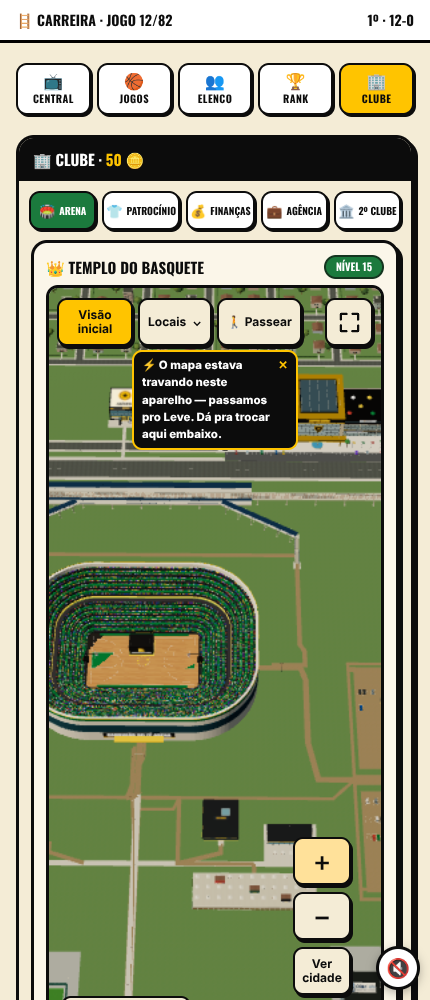 CARREIRA · JOGO 12/82
1º · 12-0
CENTRAL
JOGOS
ELENCO
RANK
CLUBE
CLUBE · 50
ARENA
PATROCÍNIO
FINANÇAS
AGÊNCIA
2º CLUBE
TEMPLO DO BASQUETE
NÍVEL 15
Visão
inicial
Locais
Passear
⚡ O mapa estava
travando neste
aparelho — passamos
pro Leve. Dá pra trocar
aqui embaixo.
×
+
−
Ver
cidade